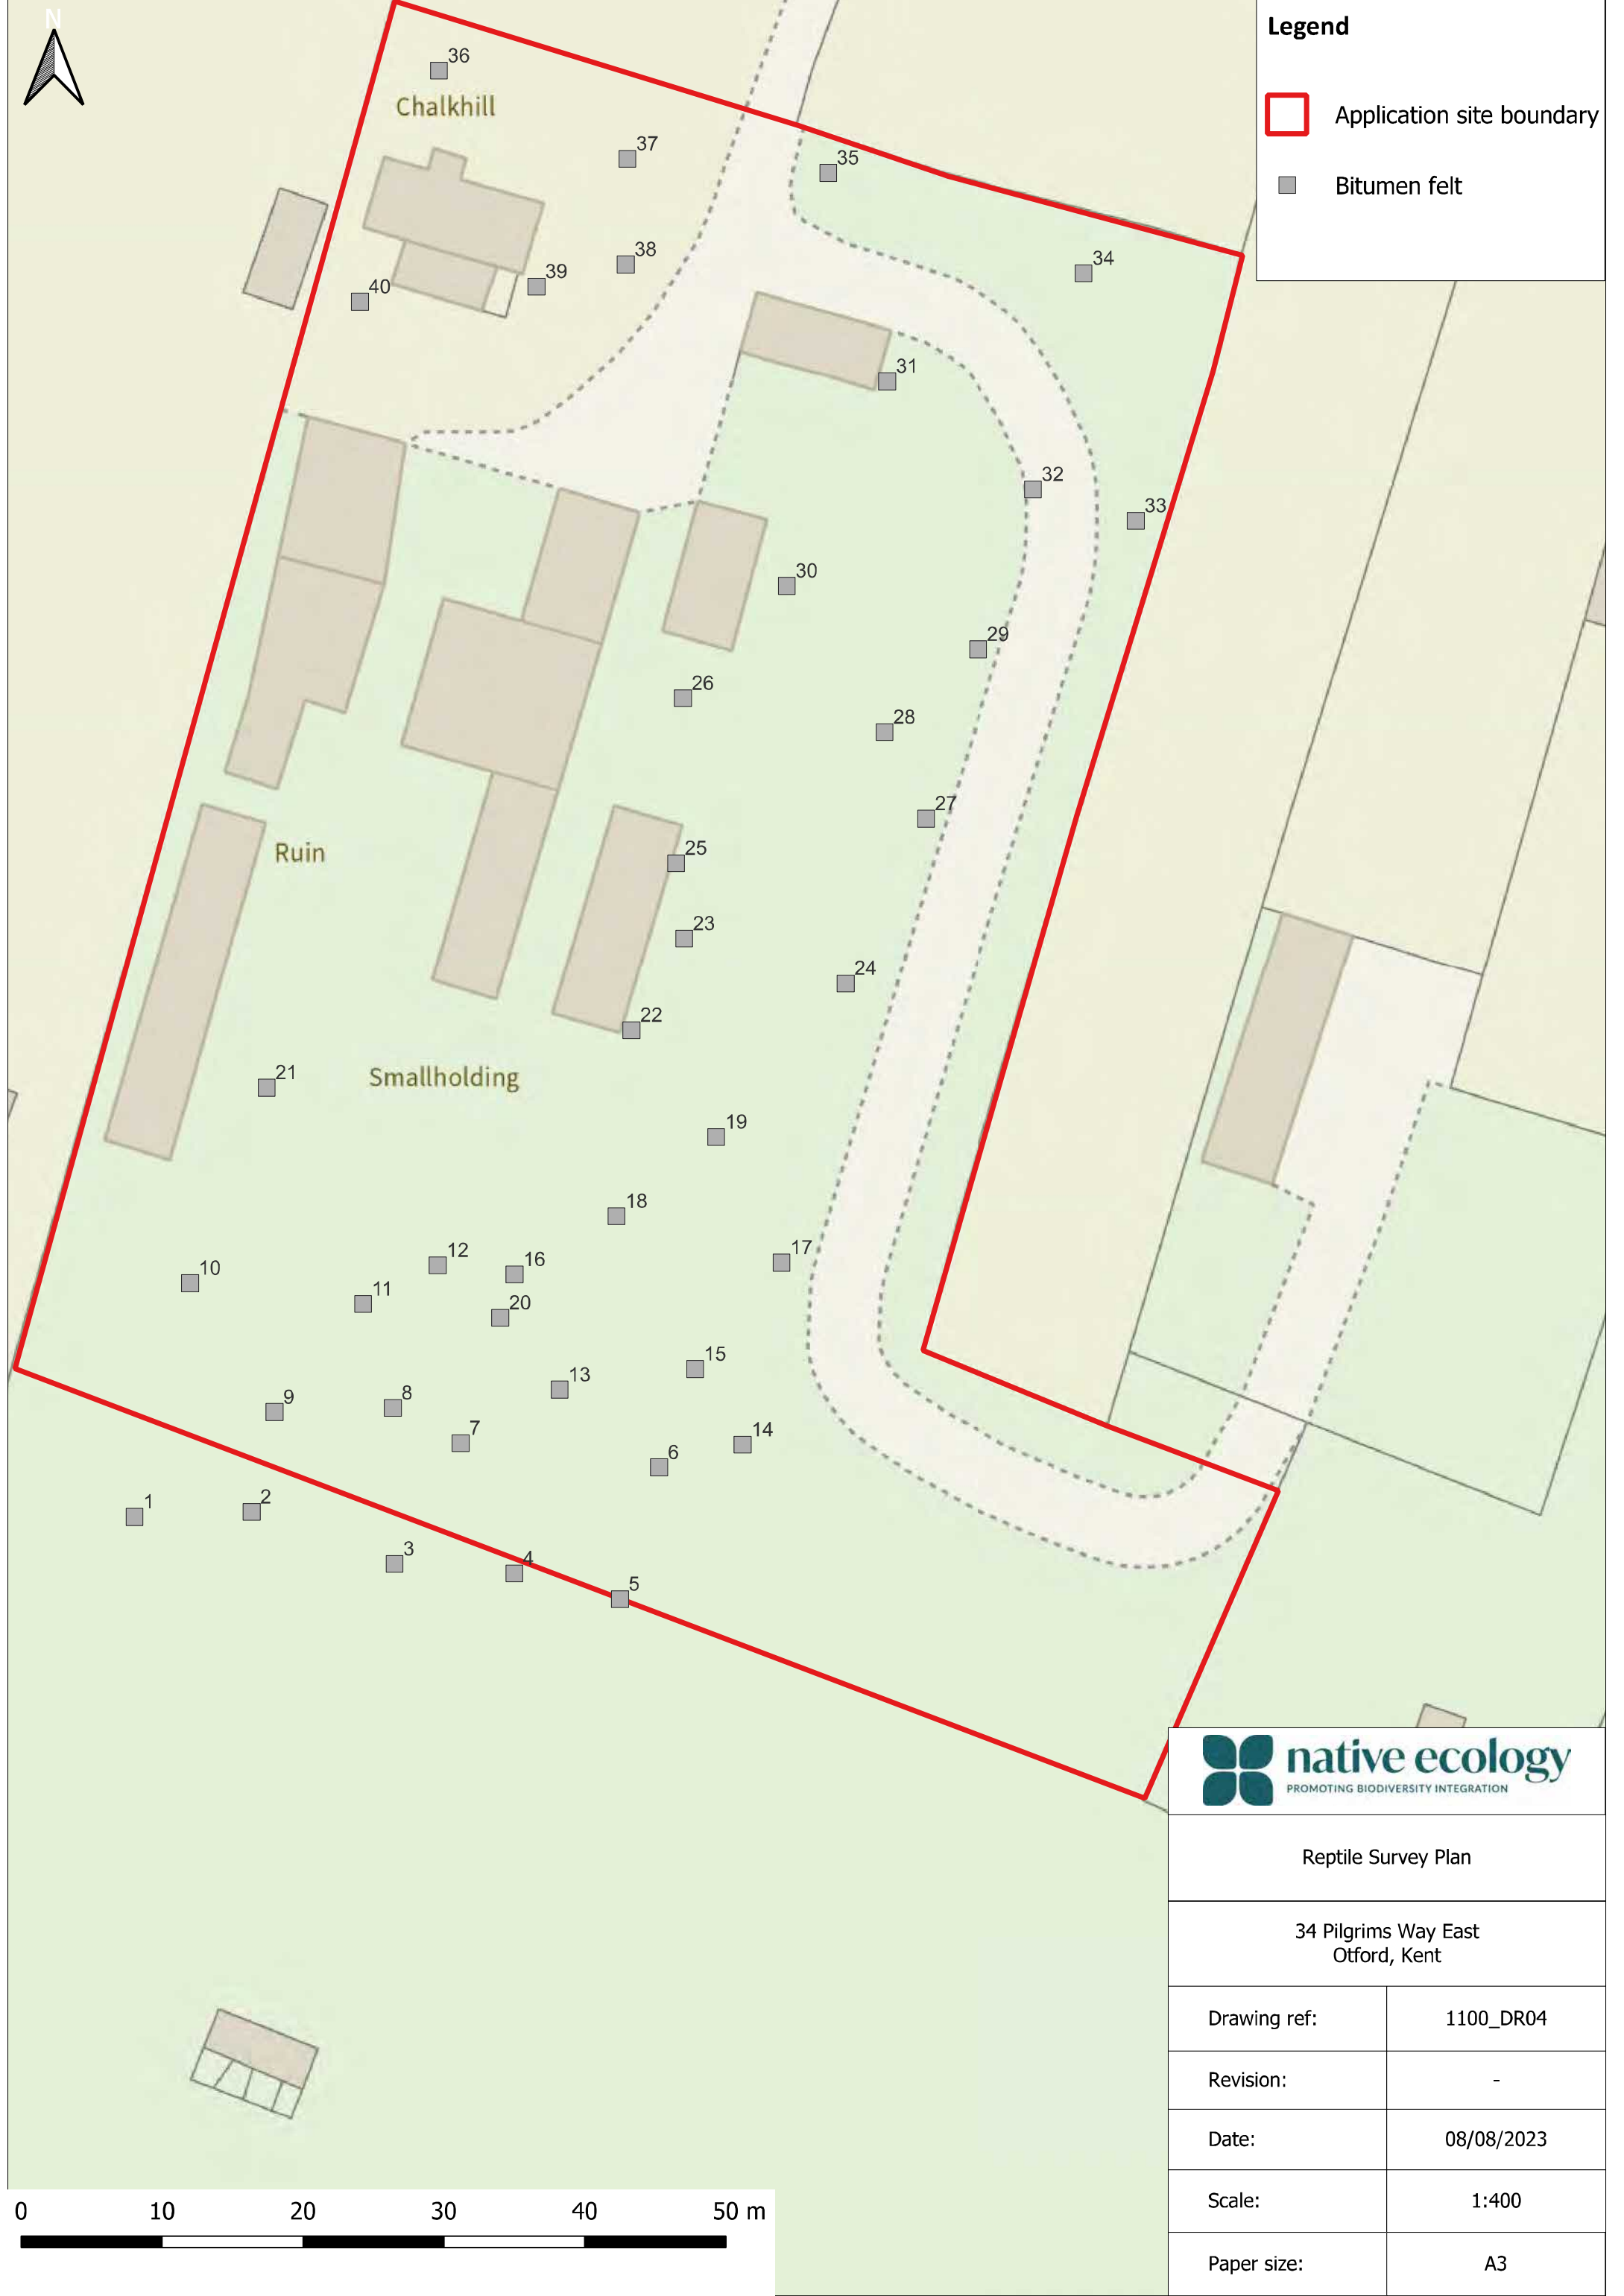 N
Legend
Application site boundary
Bitumen felt
36
Chalkhill
37
35
38
34
39
40
31
32
33
30
29
26
28
27
25
Ruin
23
24
22
21
Smallholding
19
18
17
12
16
10
11
20
15
13
8
9
14
7
6
2
1
3
4
5
native ecology
PROMOTING BIODIVERSITY INTEGRATION
Reptile Survey Plan
34 Pilgrims Way East
Otford, Kent
Drawing ref: 1100_DR04
Revision: -
Date: 08/08/2023
Scale: 1:400
Paper size: A3
0 10 20 30 40 50 m